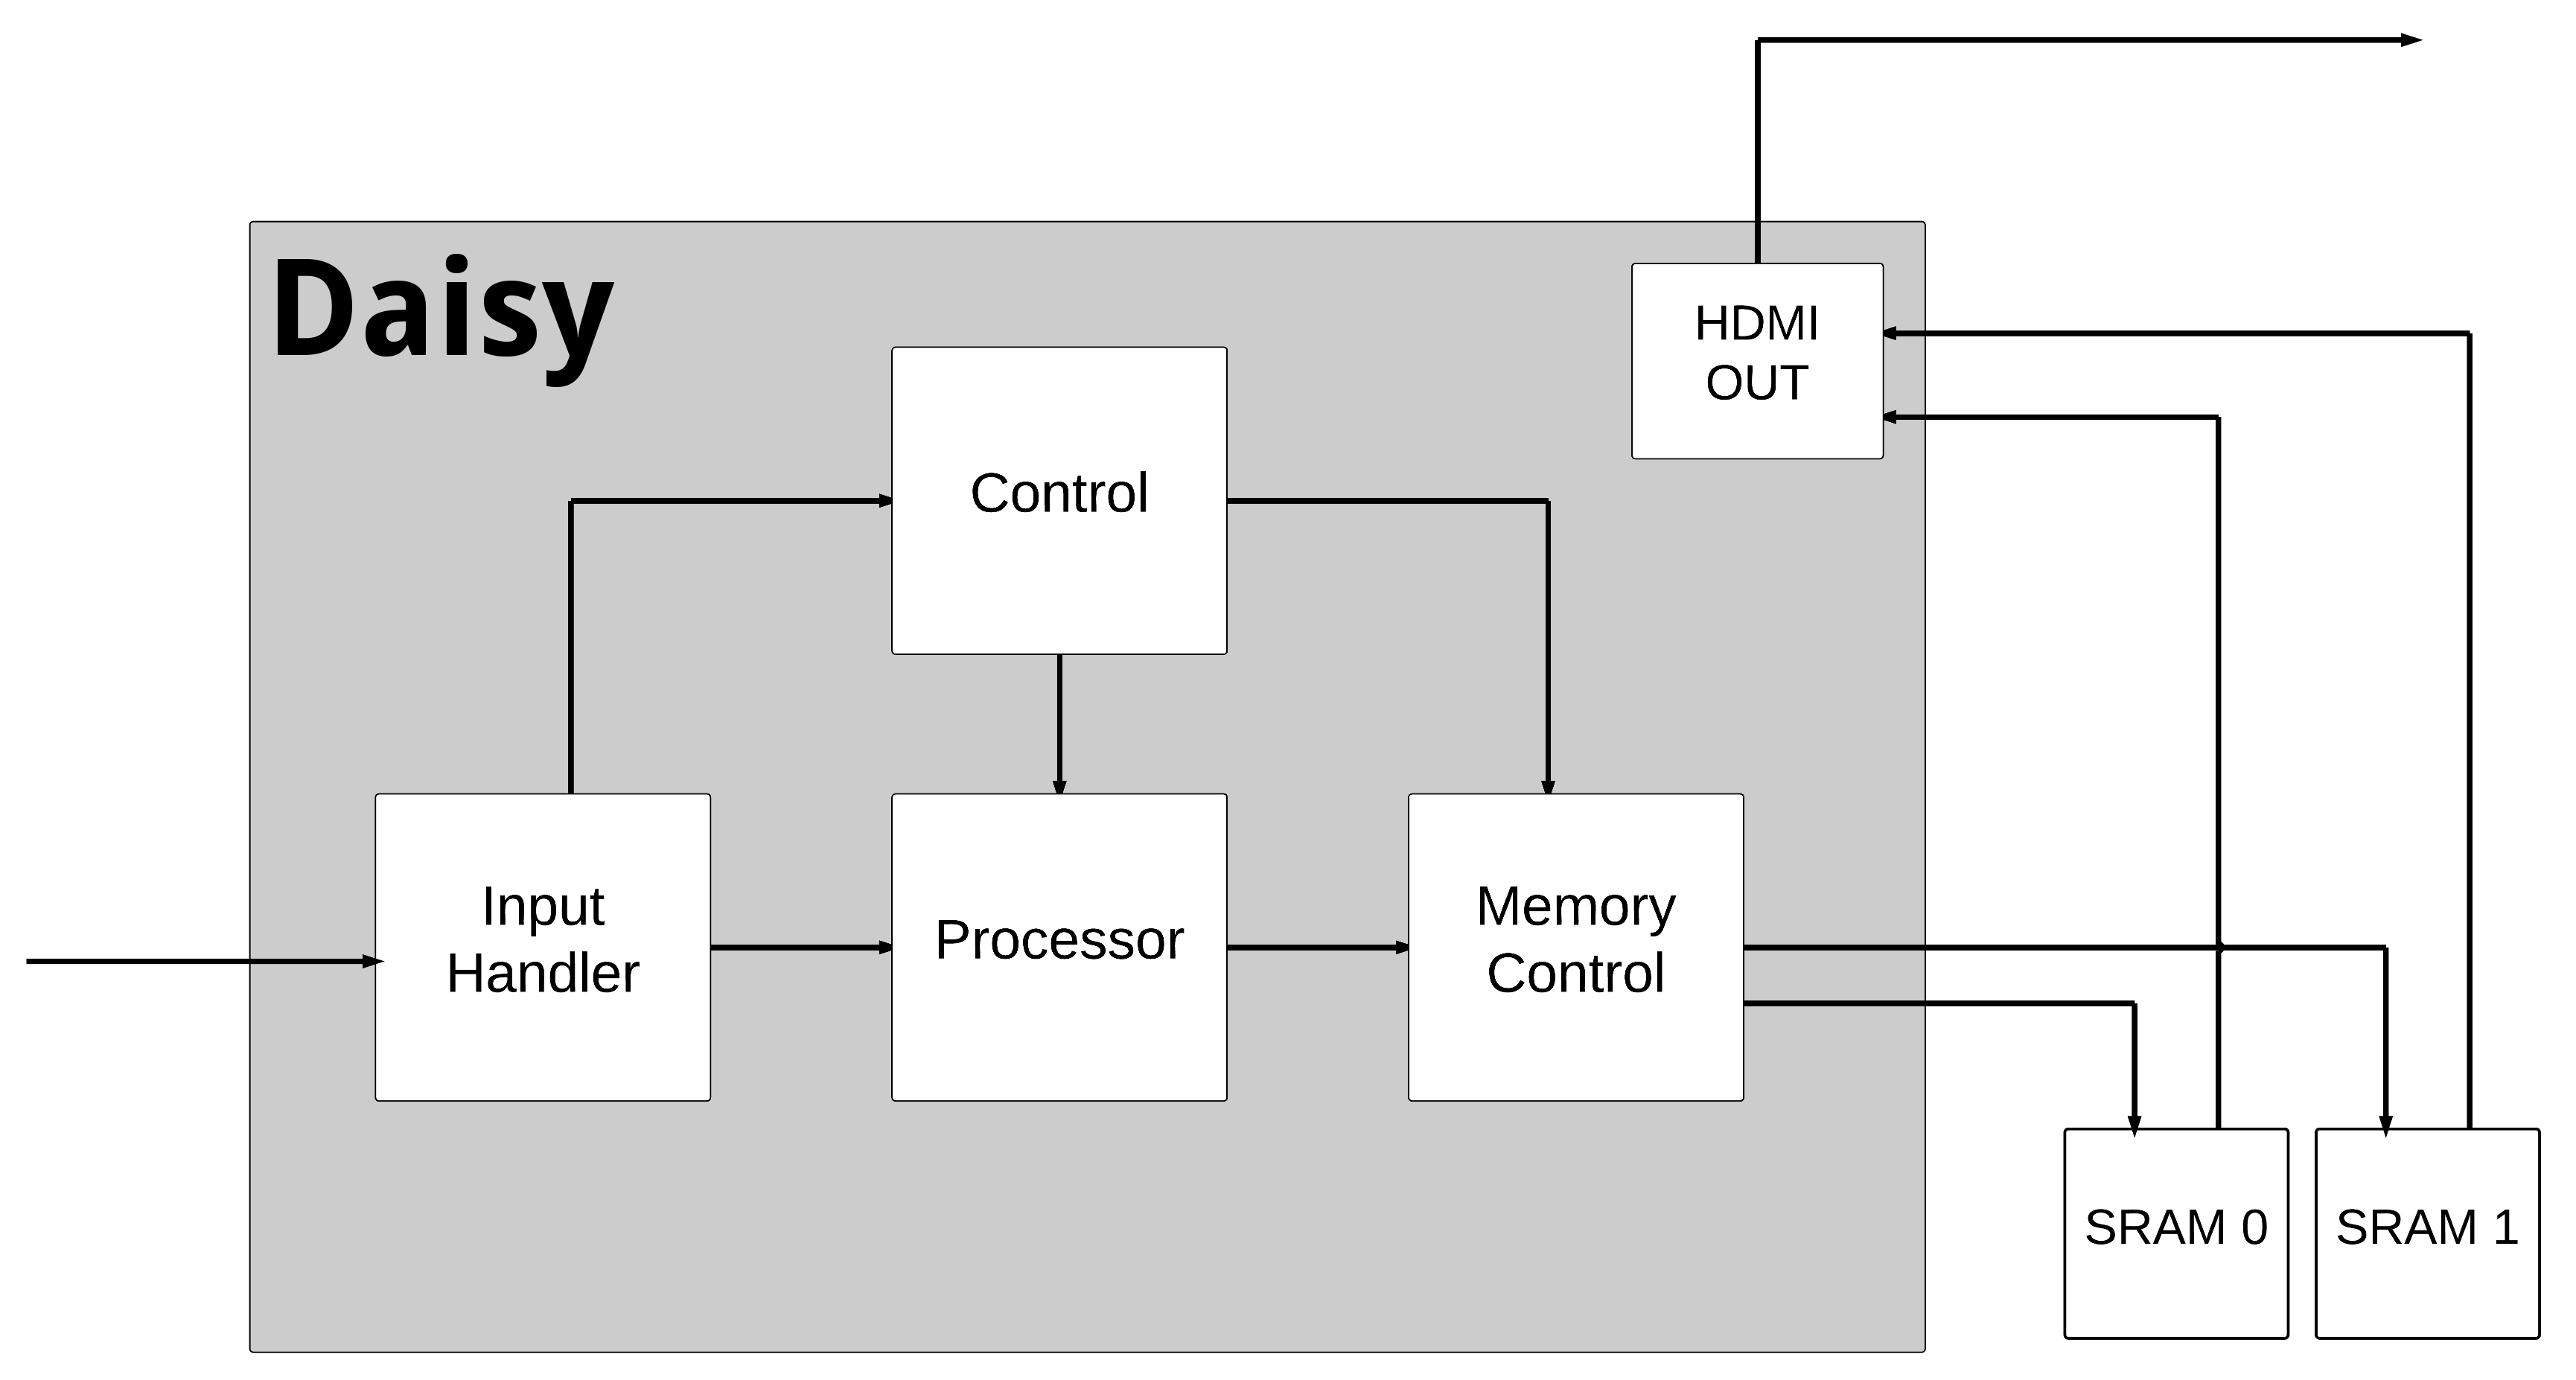 Daisy
HDMI
OUT
Control
Input
Handler
Processor
Memory
Control
SRAM 0
SRAM 1